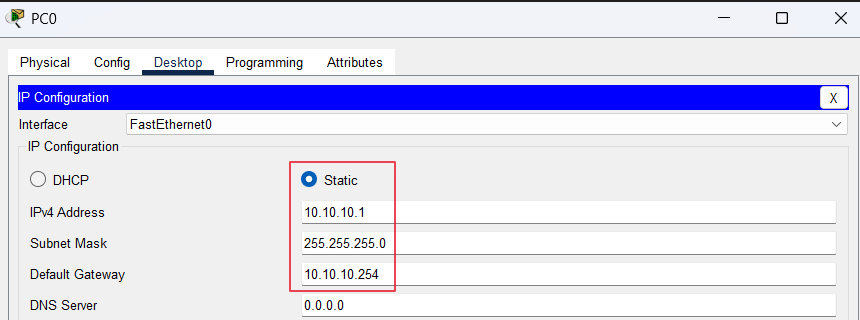 PC0
Physical Config Desktop Programming Attributes
IP Configuration X
Interface FastEthernet0
IP Configuration
DHCP Static
IPv4 Address 10.10.10.1
Subnet Mask 255.255.255.0
Default Gateway 10.10.10.254
DNS Server 0.0.0.0